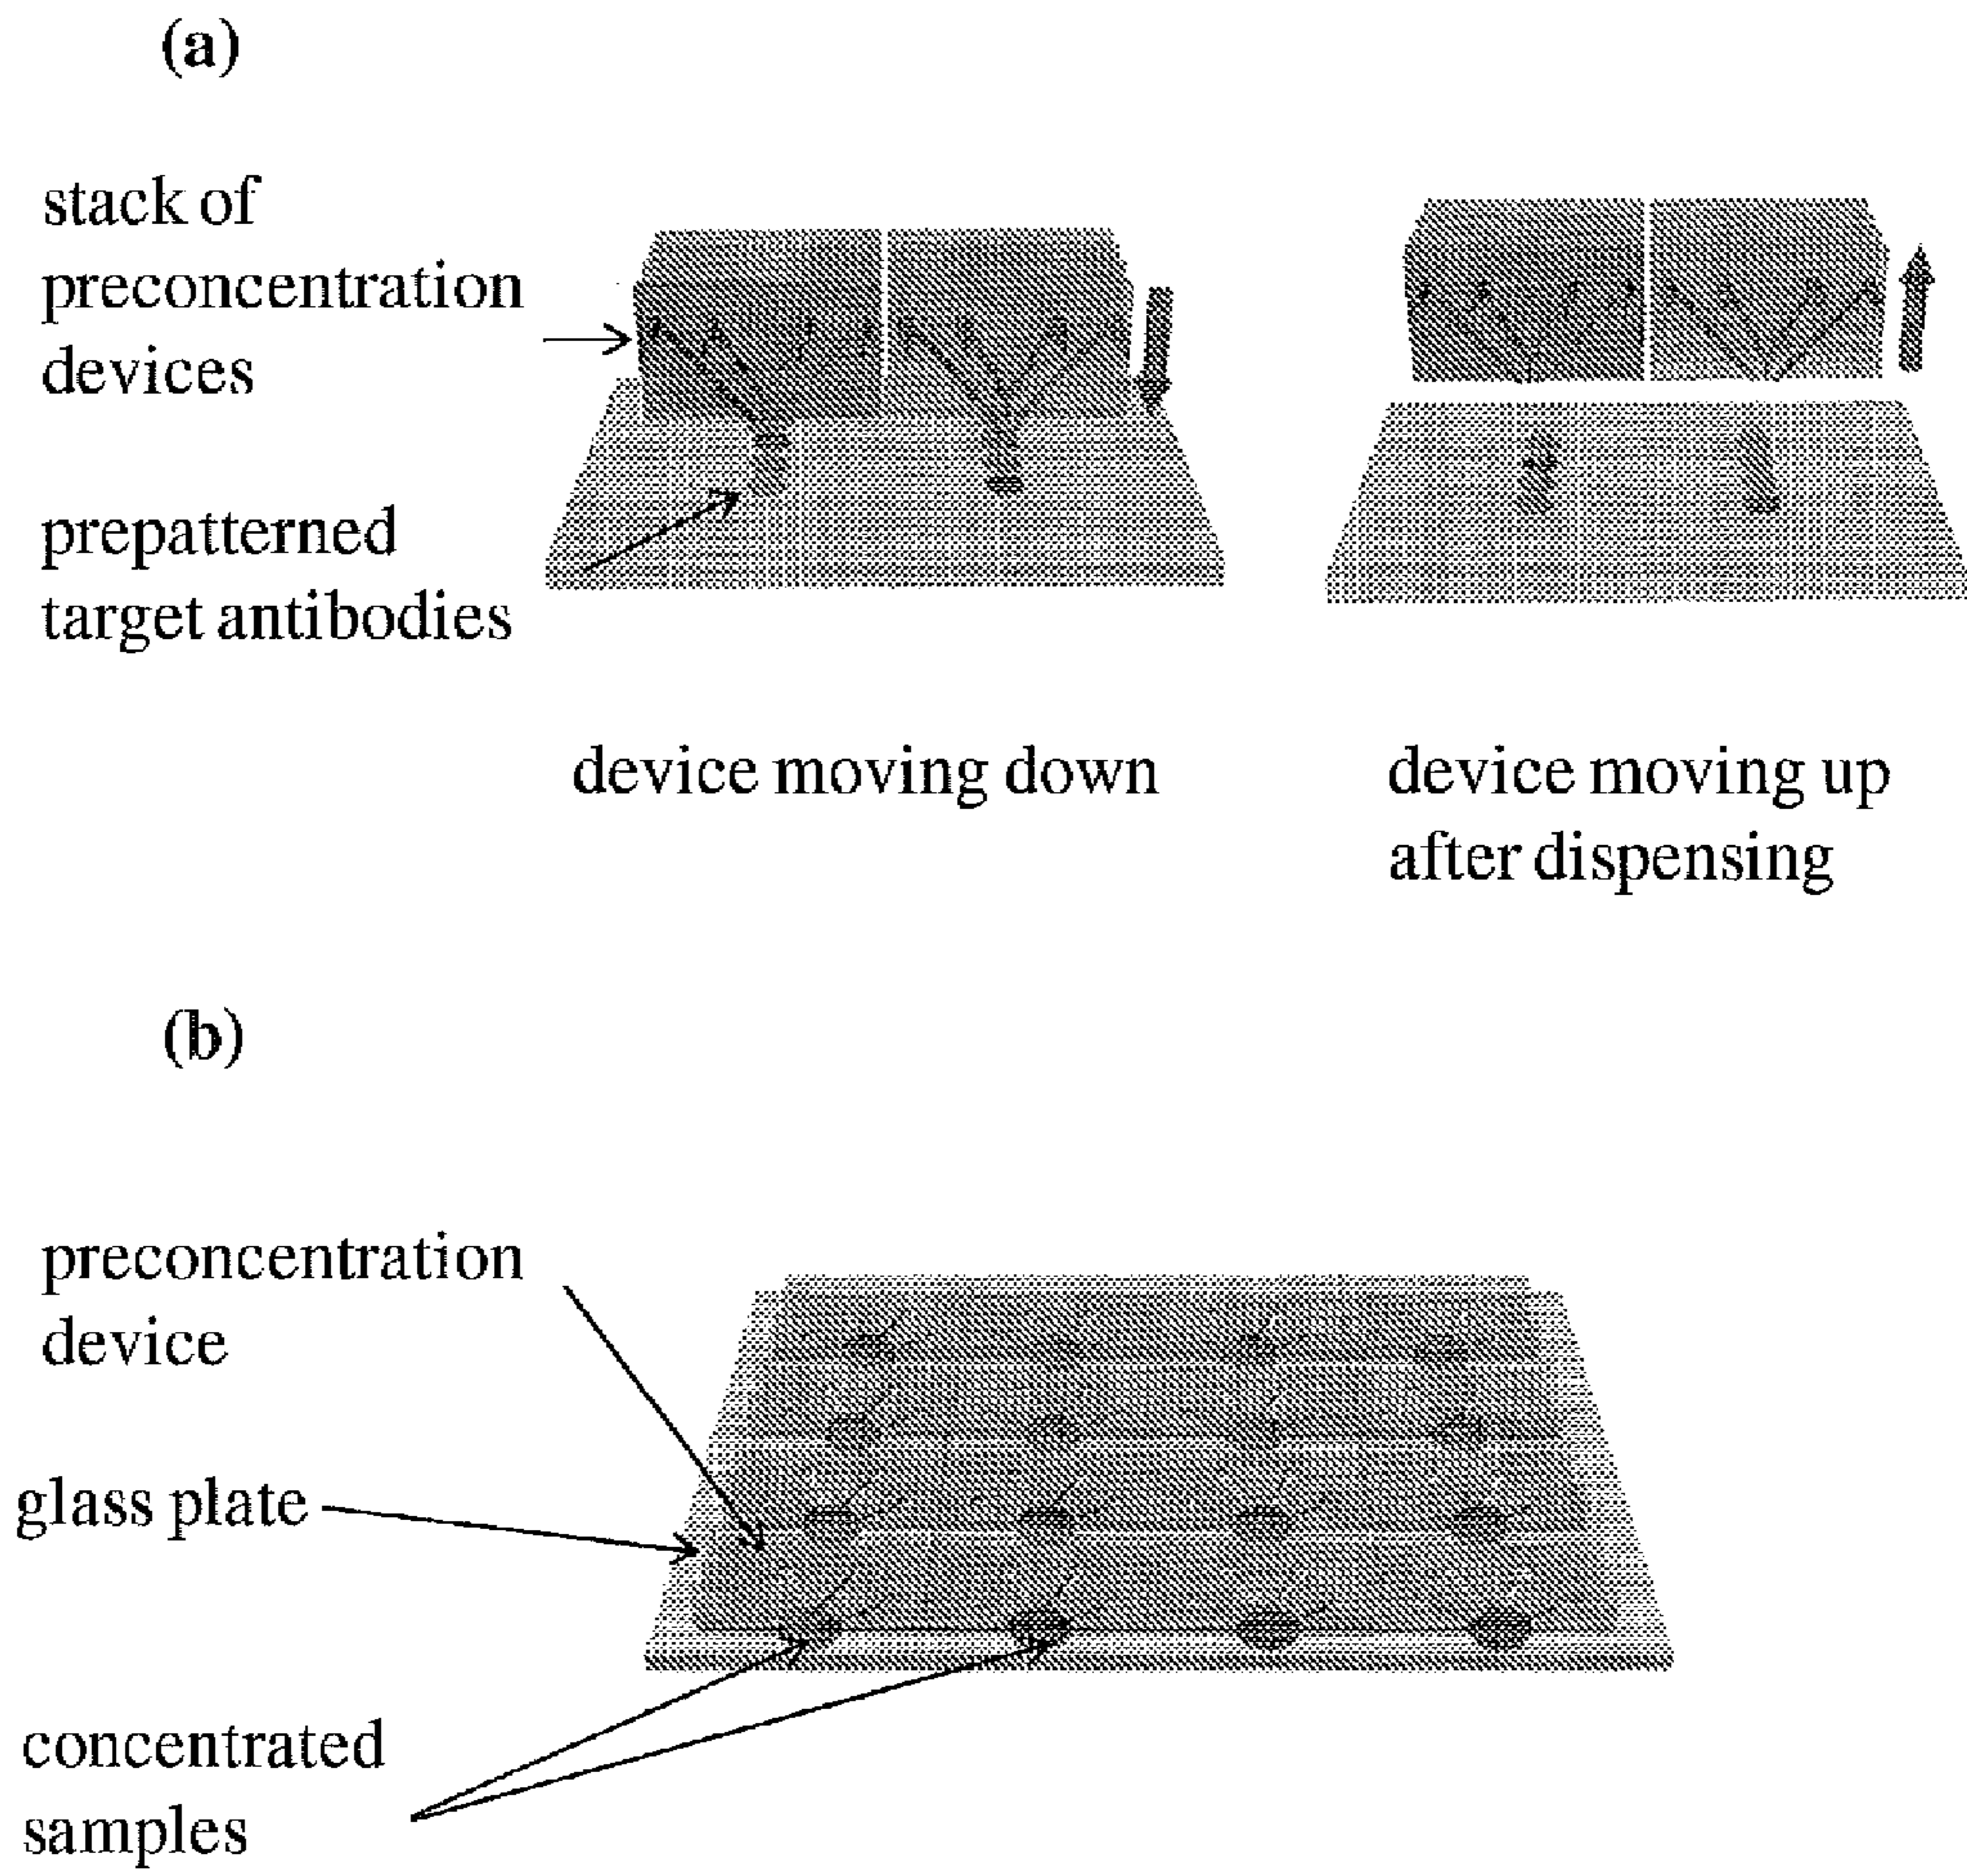 (a)
stack of
preconcentration
devices
prepatterned
target antibodies
device moving down
device moving up
after dispensing
(b)
preconcentration
device
glass plate
concentrated
samples